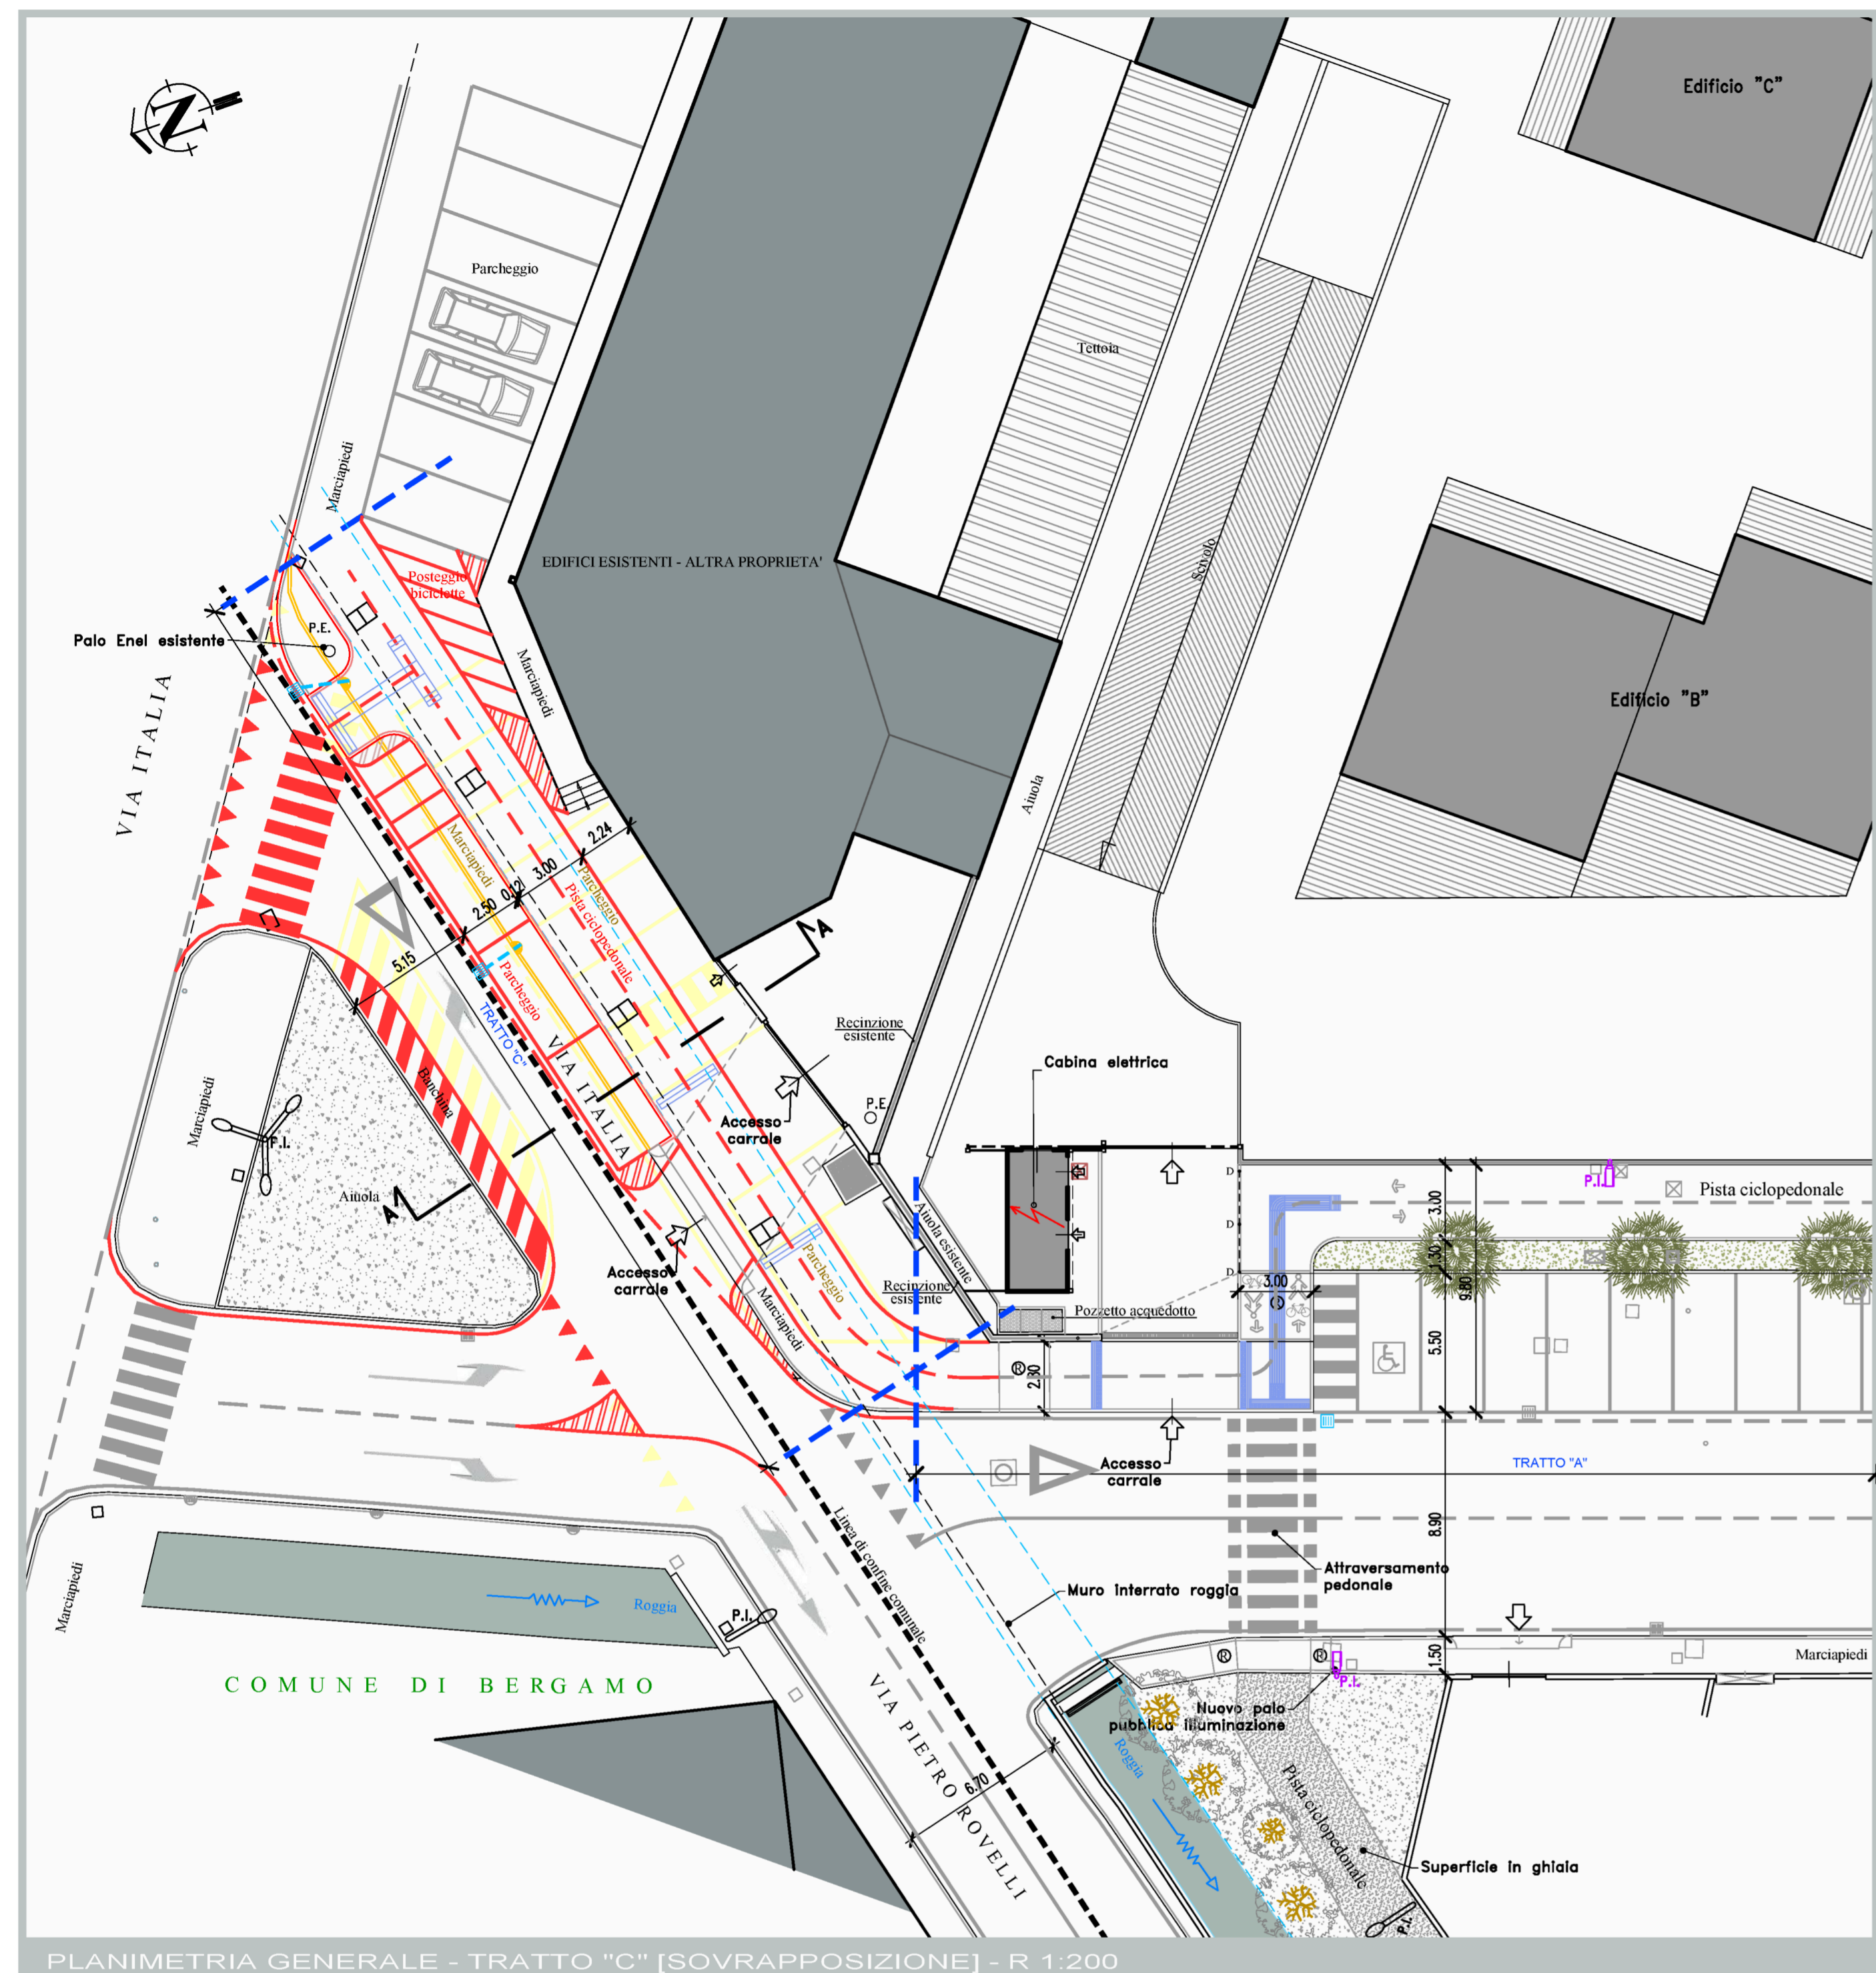 N
Edificio "C"
Parcheggio
Tettoia
Marciapiedi
EDIFICI ESISTENTI - ALTRA PROPRIETA'
Scivolo
Posteggio
biciclette
P.E.
Palo Enel esistente
Marciapiedi
Edificio "B"
VIA ITALIA
Aiuola
2.24
3.00
0.12
2.50
5.15
Marciapiedi
Parcheggio
Pista ciclopedonale
Parcheggio
TRATTO "C"
VIA ITALIA
A
Recinzione
esistente
Cabina elettrica
Banchina
Marciapiedi
P.I.
Accesso
carrale
P.E.
Aiuola
A
Accesso
carrale
Aiuola esistente
Recinzione
esistente
Parcheggio
Marciapiedi
Pozzetto acquedotto
D
D
D
P.I.
Pista ciclopedonale
3.00
1.30
9.80
3.00
5.50
R
2.30
Accesso
carrale
TRATTO "A"
8.90
Linea di confine comunale
Attraversamento
pedonale
Muro interrato roggia
Marciapiedi
Roggia
P.I.
R
R
1.50
Marciapiedi
P.I.
COMUNE DI BERGAMO
Nuovo palo
pubblica illuminazione
Roggia
VIA PIETRO ROVELLI
6.70
Pista ciclopedonale
Superficie in ghiaia
P.I.
PLANIMETRIA GENERALE - TRATTO "C" [SOVRAPPOSIZIONE] - R 1:200